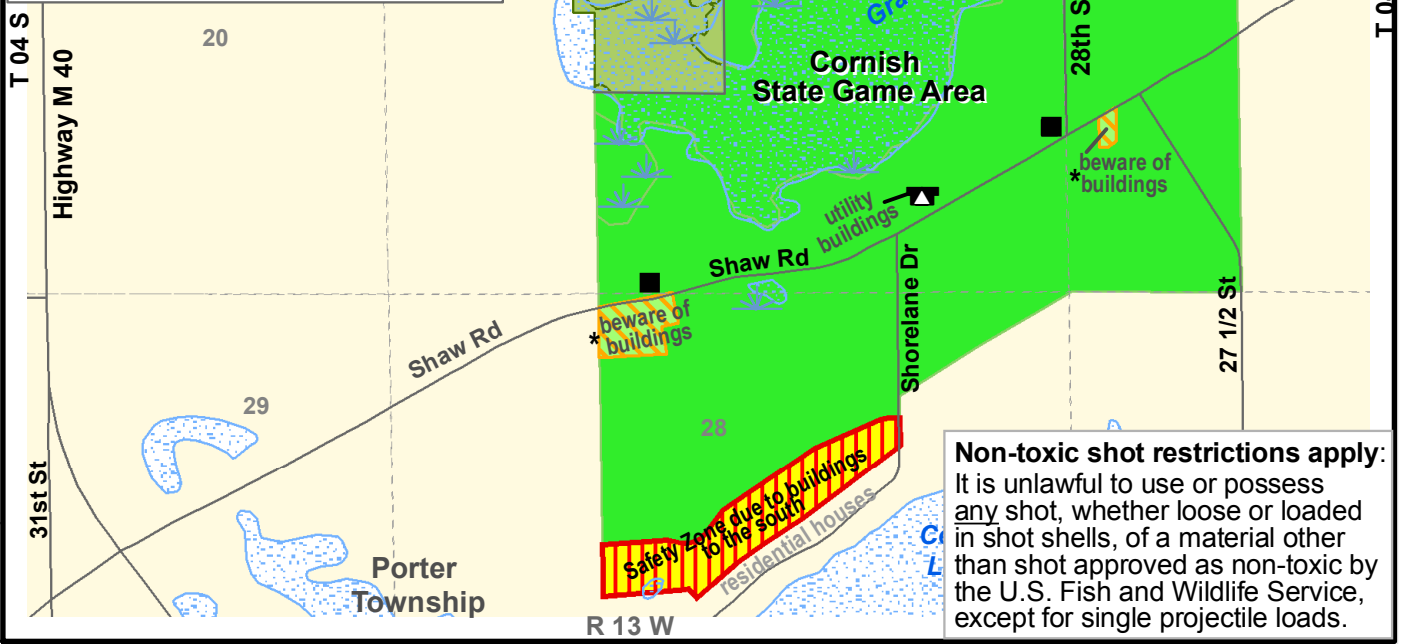 T 04 S
20
Highway M 40
Cornish
State Game Area
*
beware of
buildings
utility
buildings
Shaw Rd
Shorelane Dr
27 1/2 St
*
beware of
buildings
Shaw Rd
29
28
31st St
Safety Zone due to buildings
to the south
residential houses
Porter
Township
R 13 W
Non-toxic shot restrictions apply:
It is unlawful to use or possess
any shot, whether loose or loaded
in shot shells, of a material other
than shot approved as non-toxic by
the U.S. Fish and Wildlife Service,
except for single projectile loads.